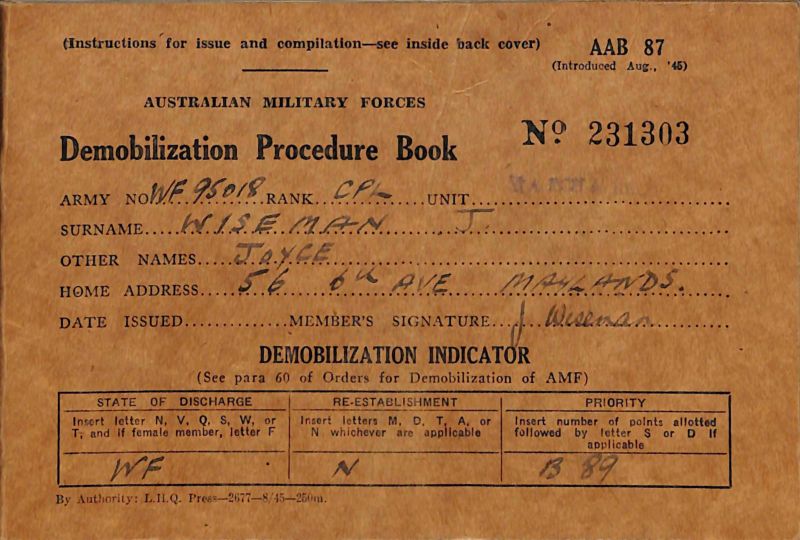 (Instructions for issue and compilation—see inside back cover)
AAB 87
(Introduced Aug., '45)
AUSTRALIAN MILITARY FORCES
Demobilization Procedure Book
Nº 231303
ARMY NO WF 95018 RANK CPL UNIT
SURNAME WISEMAN J.
OTHER NAMES JOYCE
HOME ADDRESS 56 6th AVE MAYLANDS.
DATE ISSUED MEMBER'S SIGNATURE J Wiseman
DEMOBILIZATION INDICATOR
(See para 60 of Orders for Demobilization of AMF)
STATE OF DISCHARGE
Insert letter N, V, Q, S, W, or
T, and if female member, letter F
WF
RE-ESTABLISHMENT
Insert letters M, D, T, A, or
N whichever are applicable
N
PRIORITY
Insert number of points allotted
followed by letter S or D if
applicable
B 89
By Authority: L.H.Q. Press—2677—8/45—250m.